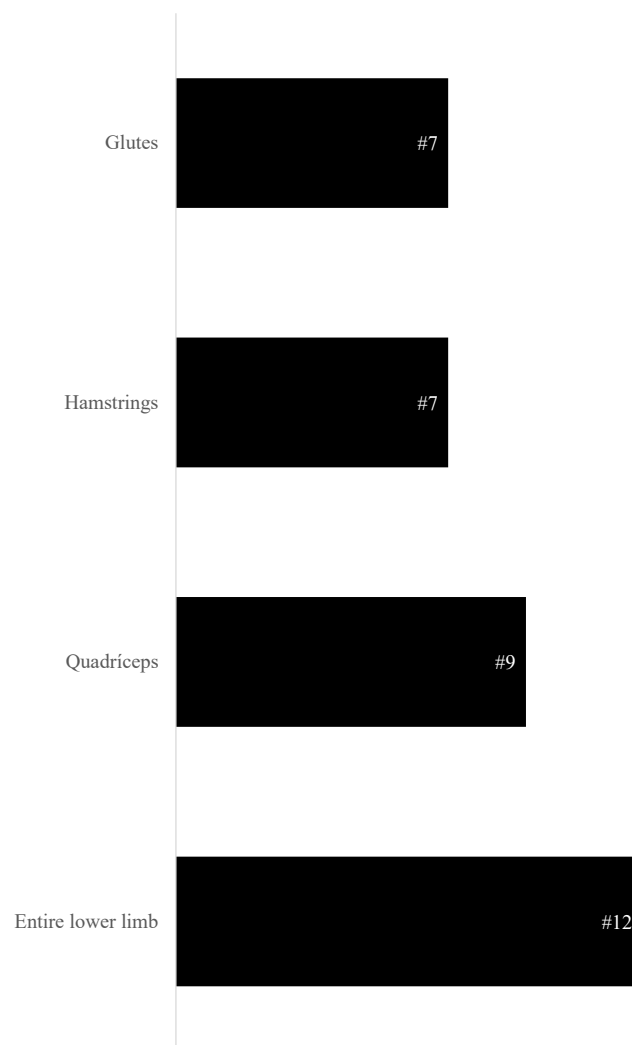 Glutes
#7
Hamstrings
#7
Quadríceps
#9
Entire lower limb
#12